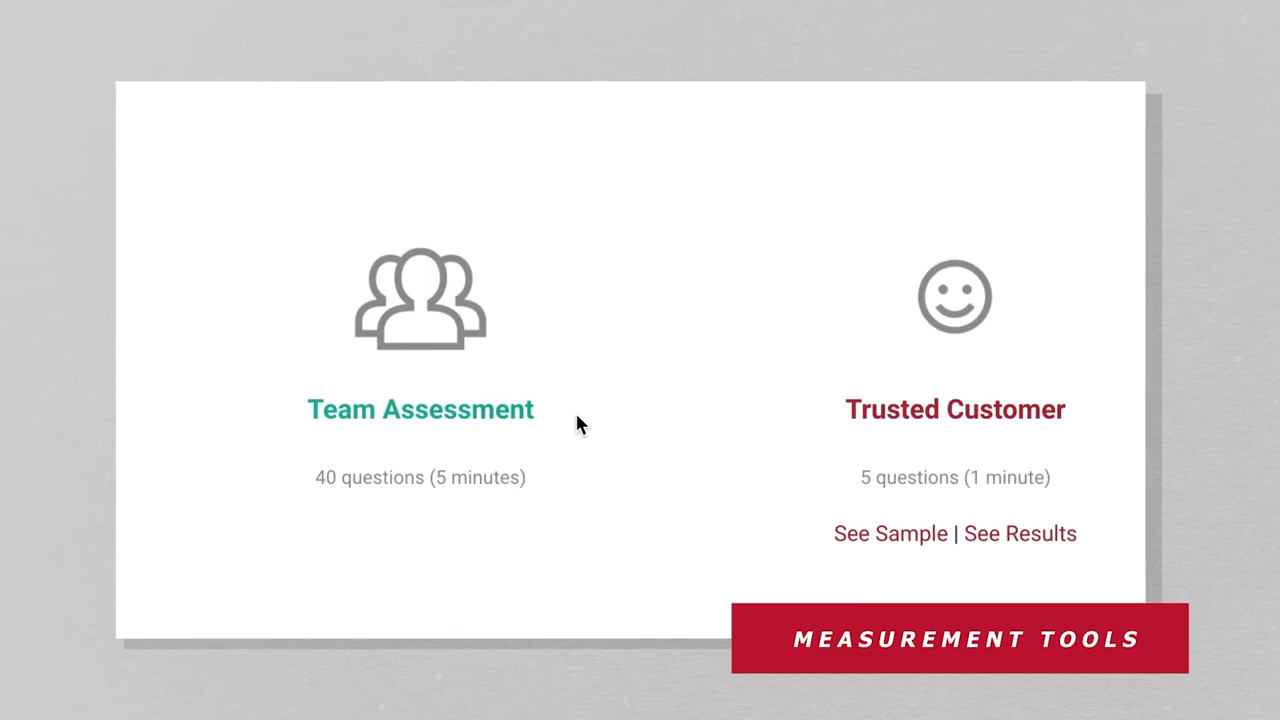 Team Assessment
40 questions (5 minutes)
Trusted Customer
5 questions (1 minute)
See Sample | See Results
MEASUREMENT TOOLS